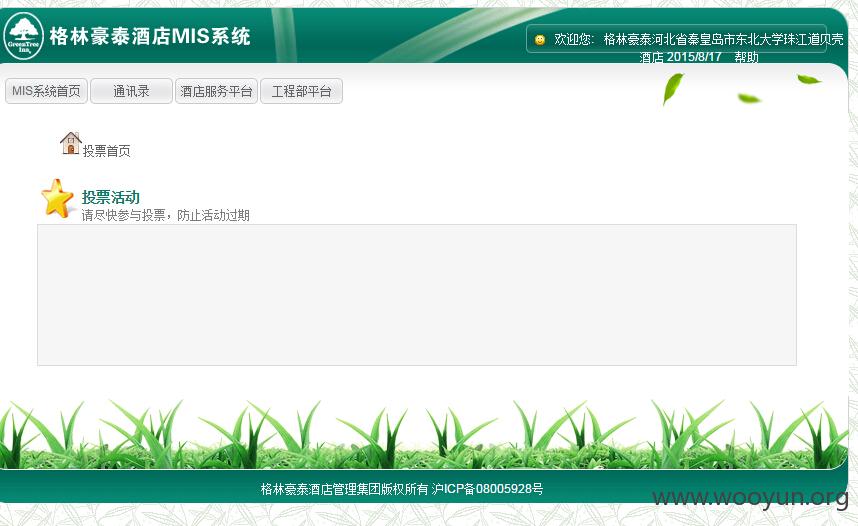 GreenTree Inn,
格林豪泰酒店MIS系统
欢迎您: 格林豪泰河北省秦皇岛市东北大学珠江道贝壳
酒店 2015/8/17 帮助
MIS系统首页 通讯录 酒店服务平台 工程部平台
投票首页
投票活动
请尽快参与投票，防止活动过期
格林豪泰酒店管理集团版权所有 沪ICP备08005928号
www.wooyun.org